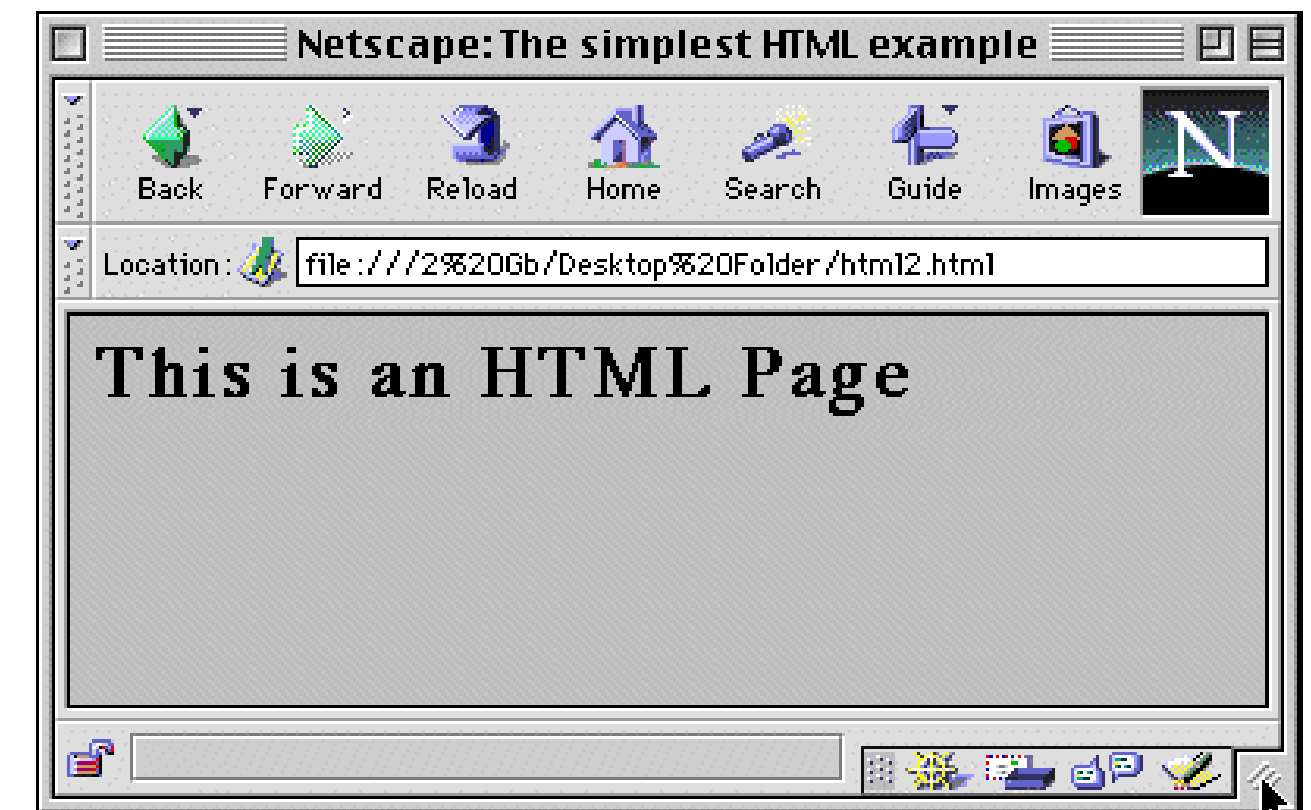 Netscape: The simplest HTML example
Back Forward Reload Home Search Guide Images
N
Location: file:///2%20Gb/Desktop%20Folder/html2.html
This is an HTML Page